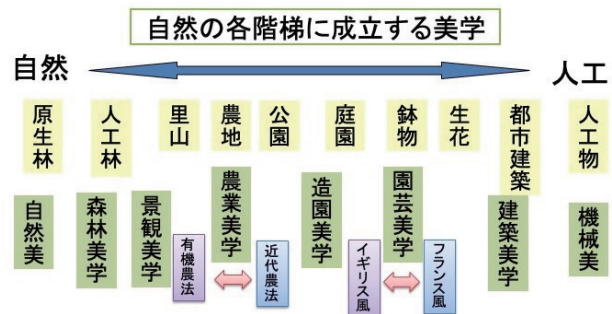 自然の各階梯に成立する美学
自然
人工
原生林
人工林
里山
農地
公園
庭園
鉢物
生花
都市建築
人工物
自然美
森林美学
景観美学
農業美学
造園美学
園芸美学
建築美学
機械美
有機農法
近代農法
イギリス風
フランス風